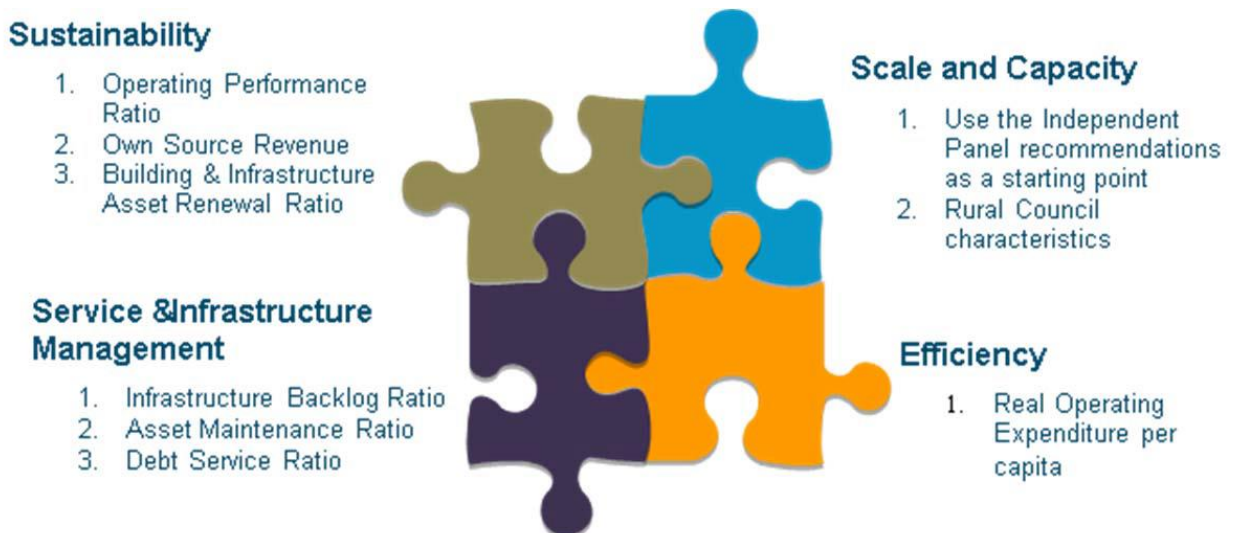 Sustainability
1. Operating Performance
Ratio
2. Own Source Revenue
3. Building & Infrastructure
Asset Renewal Ratio
Scale and Capacity
1. Use the Independent
Panel recommendations
as a starting point
2. Rural Council
characteristics
Service &Infrastructure
Management
1. Infrastructure Backlog Ratio
2. Asset Maintenance Ratio
3. Debt Service Ratio
Efficiency
1. Real Operating
Expenditure per
capita